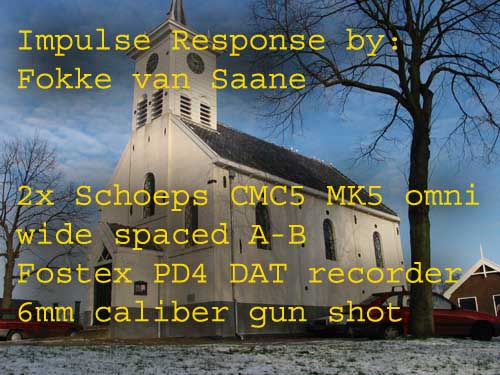 Impulse Response by:
Fokke van Saane
2x Schoeps CMC5 MK5 omni
wide spaced A-B
Fostex PD4 DAT recorder
6mm caliber gun shot